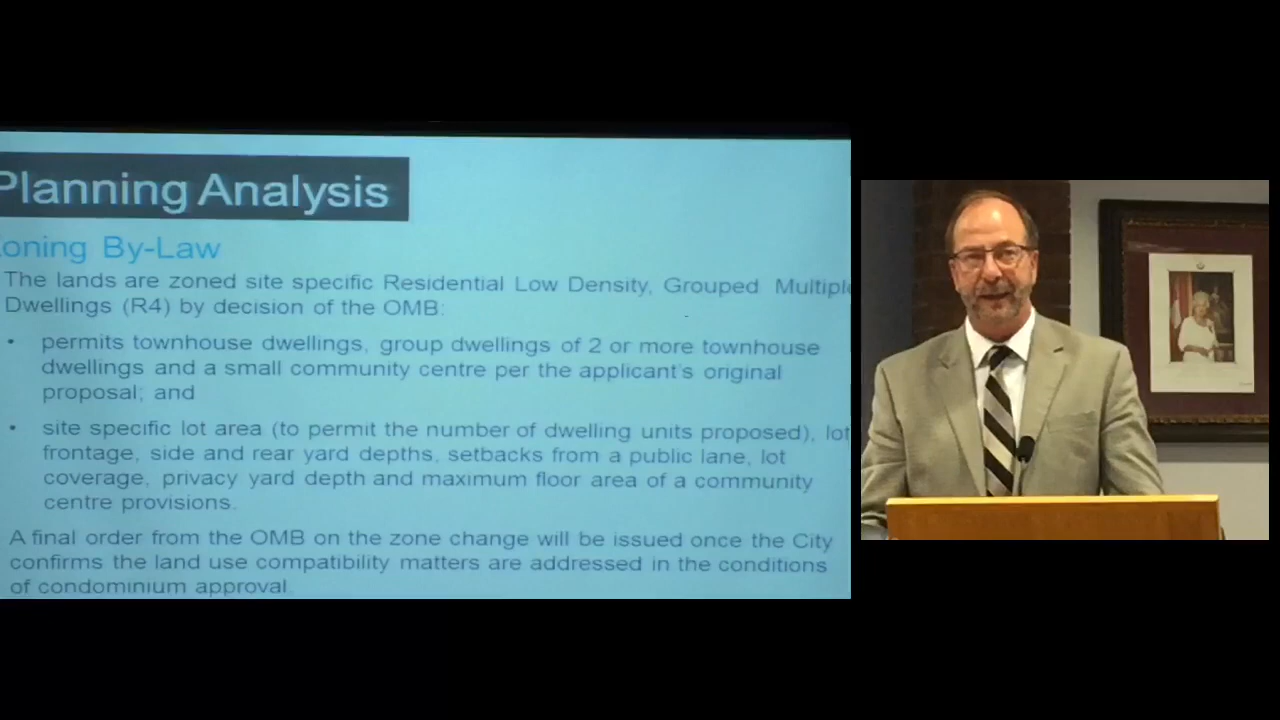 Planning Analysis
oning By-Law
The lands are zoned site specific Residential Low Density, Grouped Multiple
Dwellings (R4) by decision of the OMB:
• permits townhouse dwellings, group dwellings of 2 or more townhouse
dwellings and a small community centre per the applicant's original
proposal; and
• site specific lot area (to permit the number of dwelling units proposed), lot
frontage, side and rear yard depths, setbacks from a public lane, lot
coverage, privacy yard depth and maximum floor area of a community
centre provisions.
A final order from the OMB on the zone change will be issued once the City
confirms the land use compatibility matters are addressed in the conditions
of condominium approval.